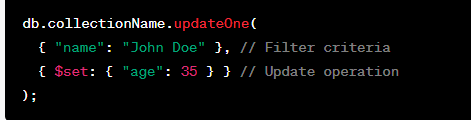 db.collectionName.updateOne(
{ "name": "John Doe" }, // Filter criteria
{ $set: { "age": 35 } } // Update operation
);